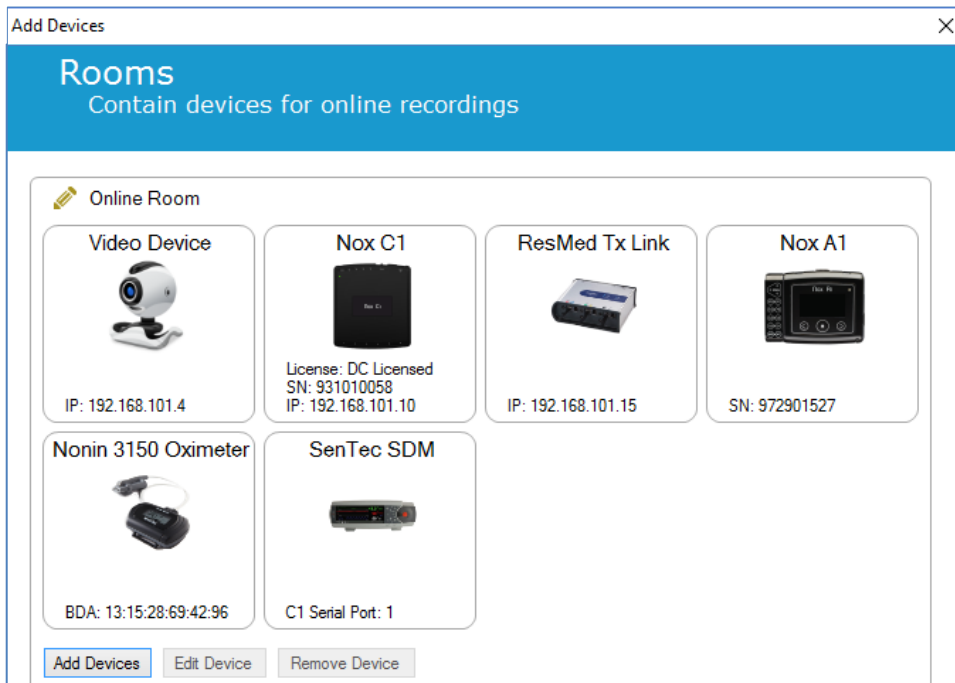 Add Devices
Rooms
Contain devices for online recordings
Online Room
Video Device
IP: 192.168.101.4
Nox C1
License: DC Licensed
SN: 931010058
IP: 192.168.101.10
ResMed Tx Link
IP: 192.168.101.15
Nox A1
SN: 972901527
Nonin 3150 Oximeter
BDA: 13:15:28:69:42:96
SenTec SDM
C1 Serial Port: 1
Add Devices
Edit Device
Remove Device